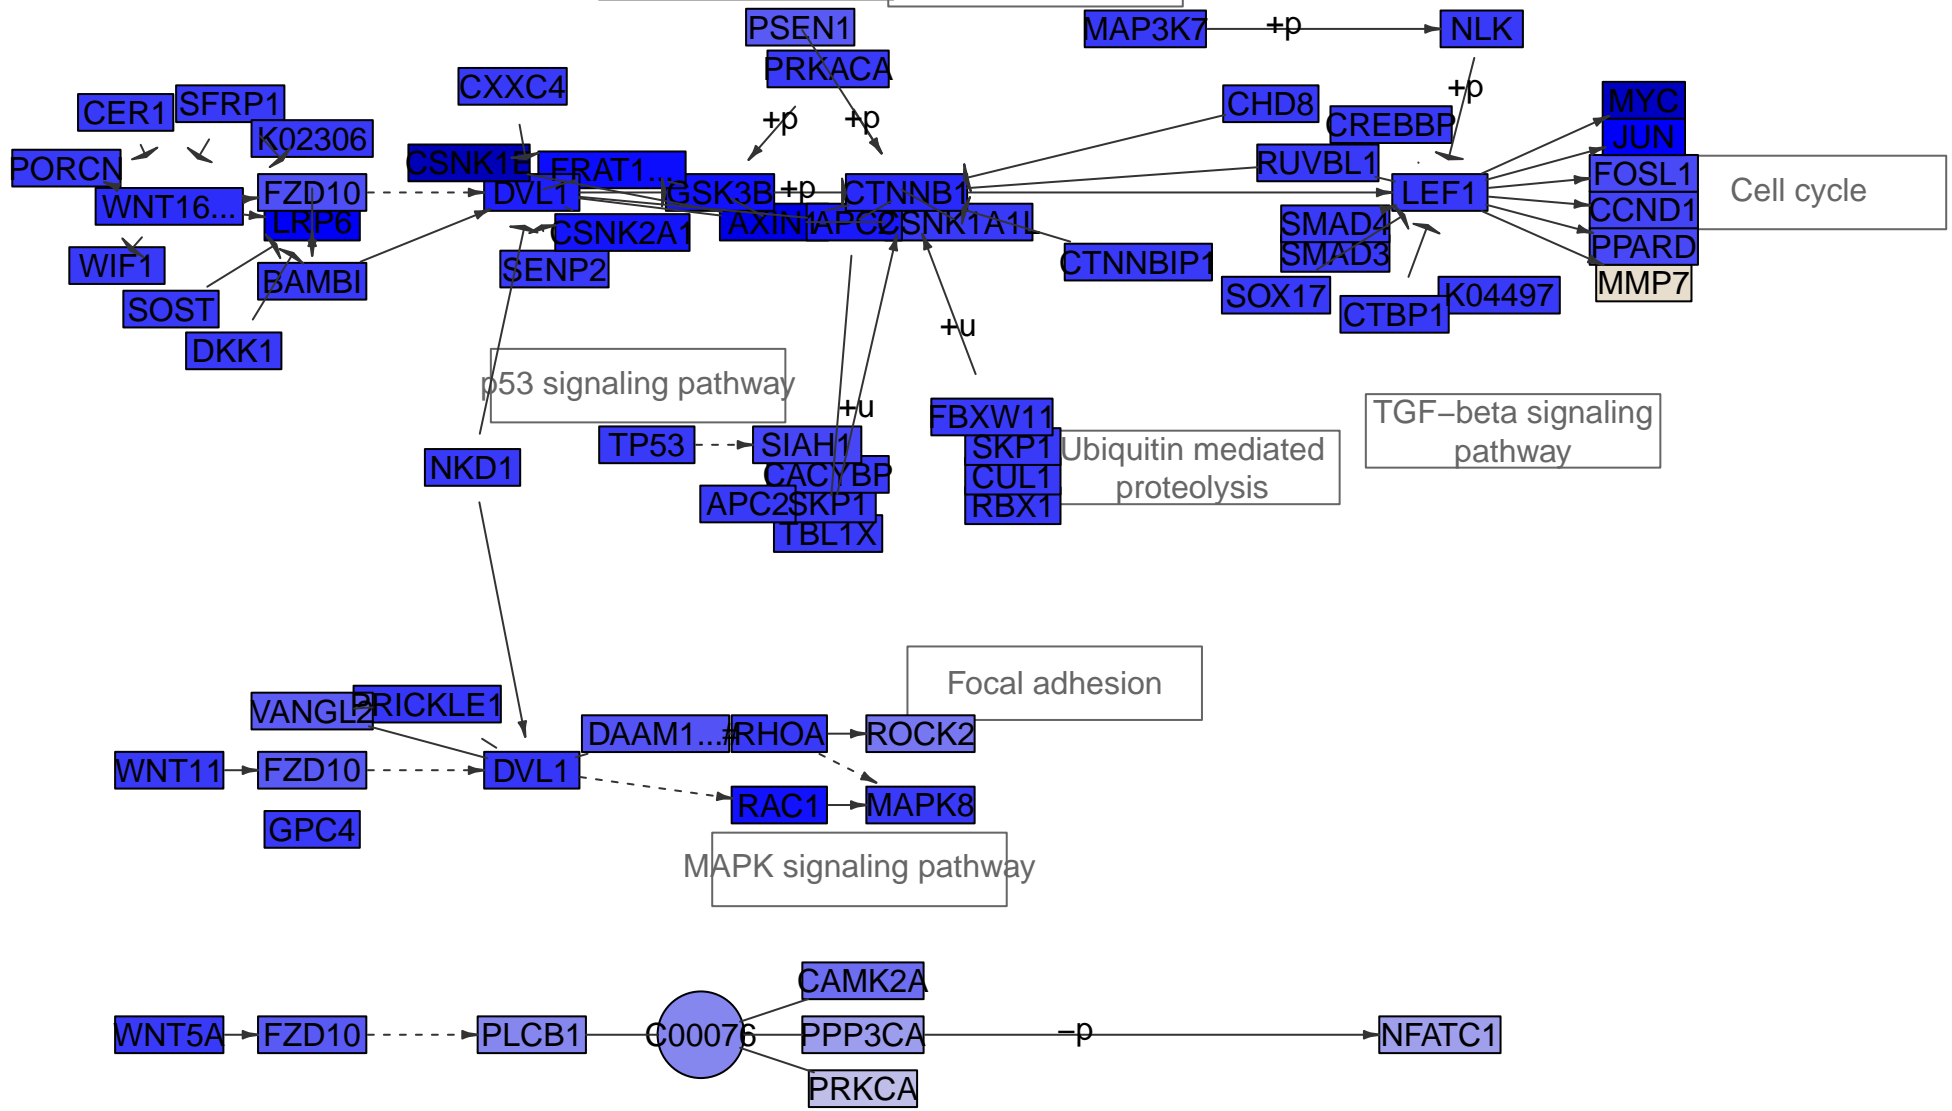 PSEN1
MAP3K7
+p
NLK
PRKACA
CXXC4
CER1
SFRP1
+p
+p
+p
CHD8
CREBBP
MYC
JUN
K02306
PORCN
CSNK1E
FRAT1...
RUVBL1
FOSL1
Cell cycle
WNT16...
FZD10
DVL1
GSK3B
+p
CTNNB1
LEF1
CCND1
LRP6
CSNK2A1
AXIN1
APC2
CSNK1A1L
SMAD4
SMAD3
PPARD
WIF1
BAMBI
SENP2
CTNNBIP1
MMP7
SOST
SOX17
CTBP1
K04497
DKK1
+u
p53 signaling pathway
+u
FBXW11
TGF−beta signaling
pathway
TP53
SIAH1
SKP1
Ubiquitin mediated
proteolysis
NKD1
CACYBP
CUL1
APC2
SKP1
RBX1
TBL1X
Focal adhesion
VANGL2
PRICKLE1
DAAM1...#
RHOA
ROCK2
WNT11
FZD10
DVL1
RAC1
MAPK8
GPC4
MAPK signaling pathway
CAMK2A
WNT5A
FZD10
PLCB1
C00076
PPP3CA
−p
NFATC1
PRKCA